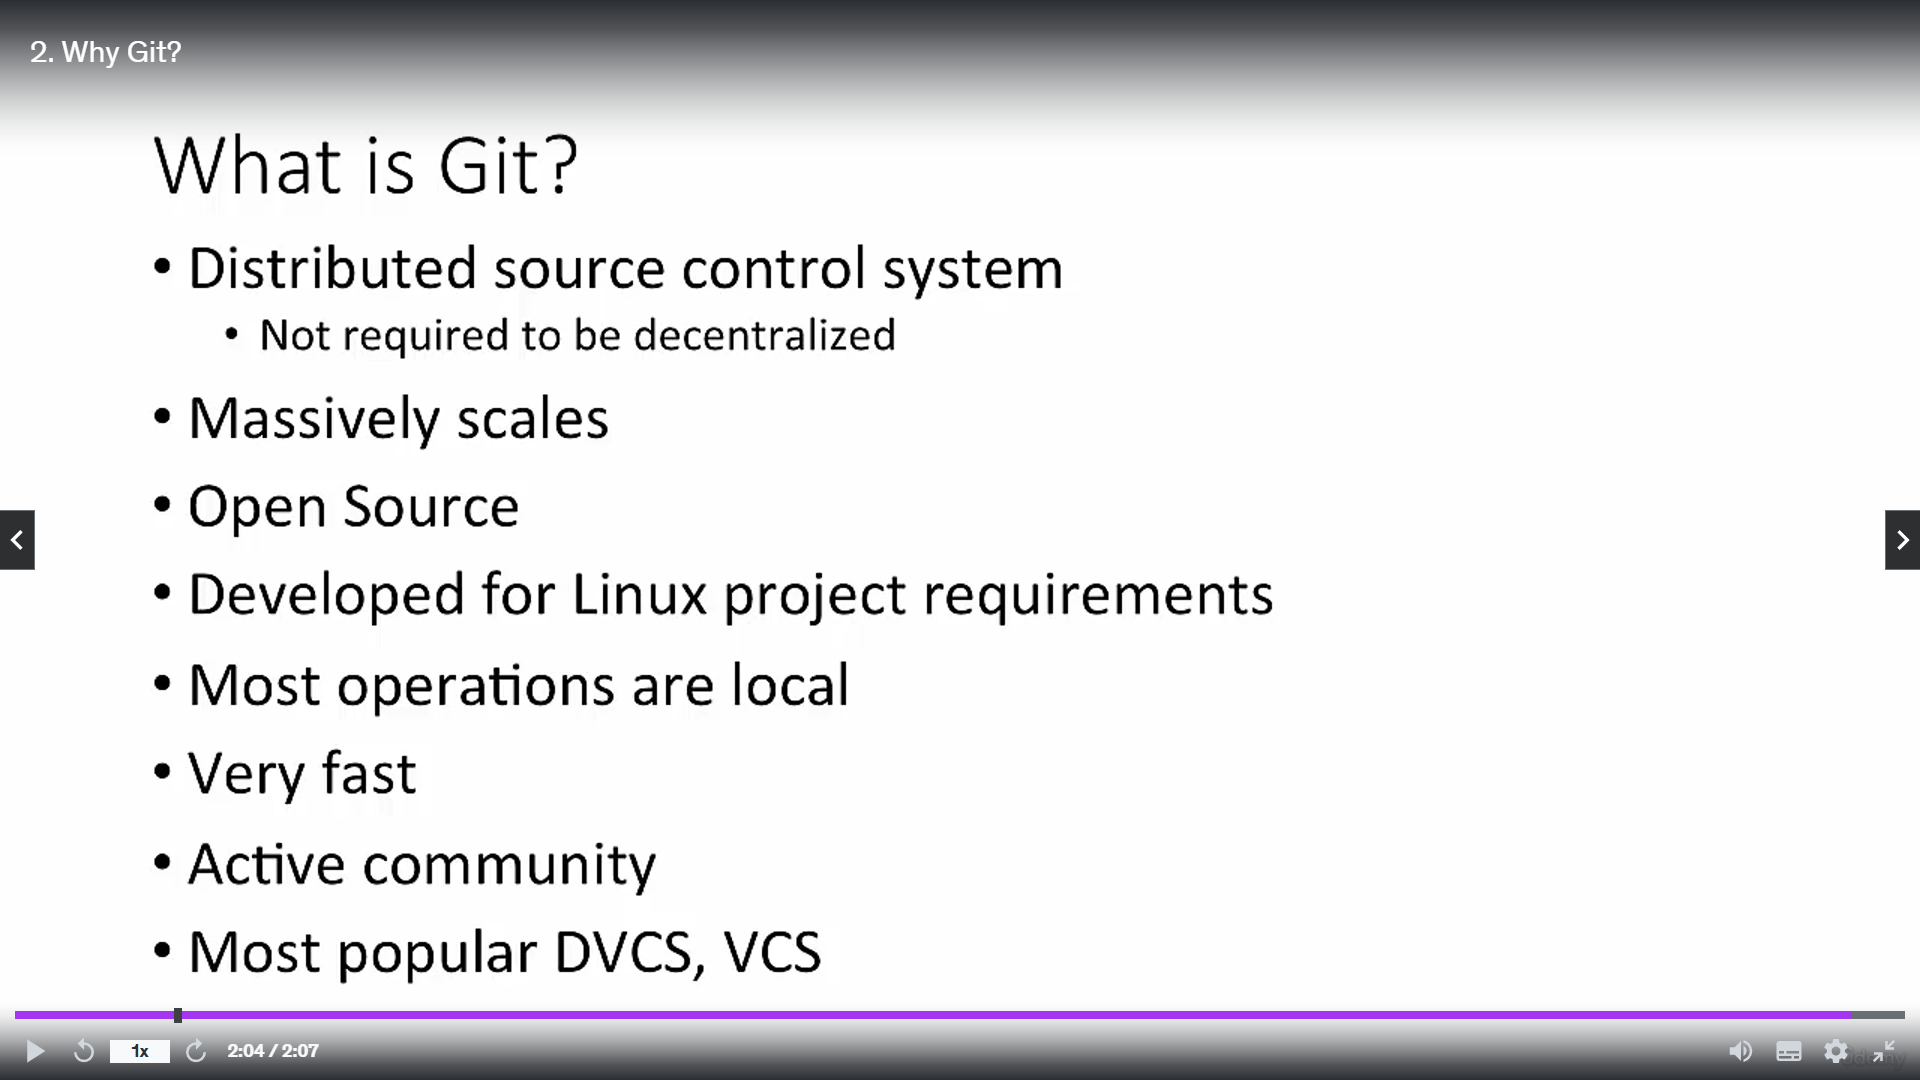 2. Why Git?
What is Git?
• Distributed source control system
• Not required to be decentralized
• Massively scales
• Open Source
• Developed for Linux project requirements
• Most operations are local
• Very fast
• Active community
• Most popular DVCS, VCS
1x
2:04 / 2:07